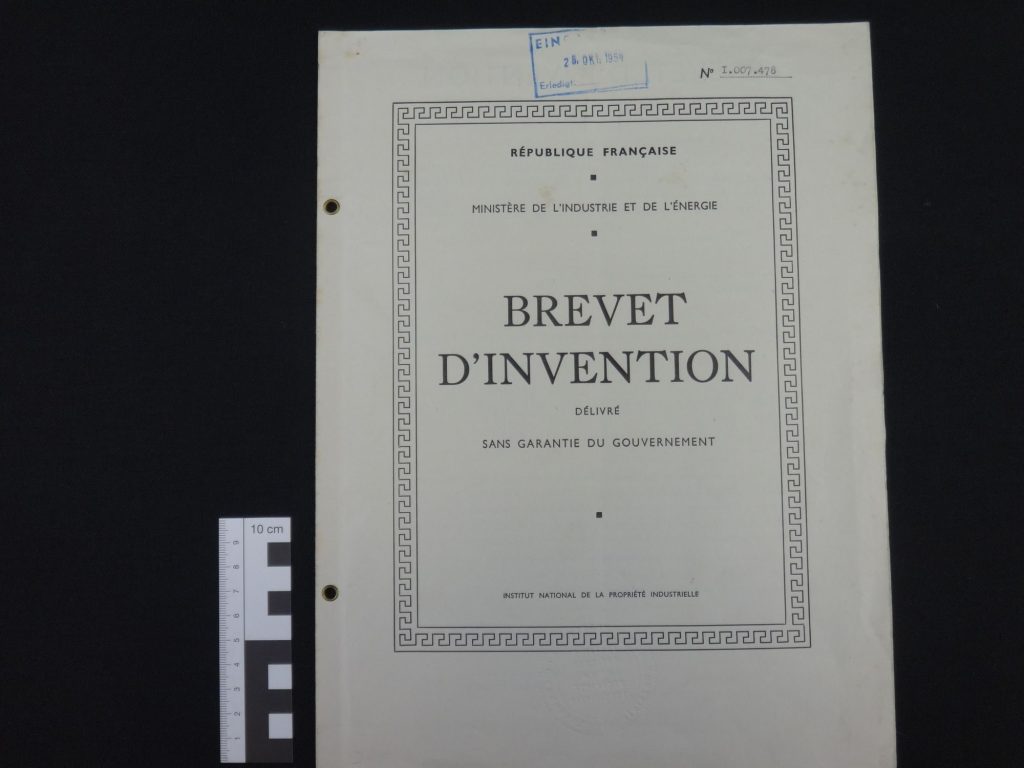 EIN
28. OKT. 1954
Erledigt:
Nº 1.007.478
RÉPUBLIQUE FRANÇAISE
MINISTÈRE DE L'INDUSTRIE ET DE L'ÉNERGIE
BREVET
D'INVENTION
DÉLIVRÉ
SANS GARANTIE DU GOUVERNEMENT
INSTITUT NATIONAL DE LA PROPRIÉTÉ INDUSTRIELLE
10 cm
9
8
7
6
5
4
3
2
1